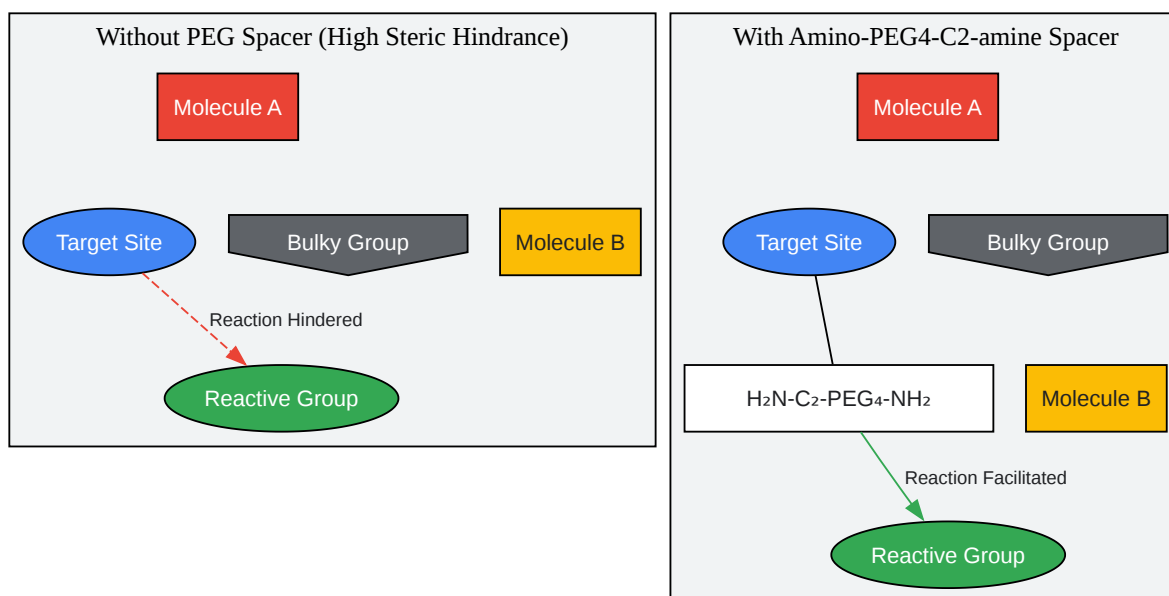 Without PEG Spacer (High Steric Hindrance)
Molecule A
Target Site
Bulky Group
Molecule B
Reaction Hindered
Reactive Group
With Amino-PEG4-C2-amine Spacer
Molecule A
Target Site
Bulky Group
H₂N-C₂-PEG₄-NH₂
Molecule B
Reaction Facilitated
Reactive Group